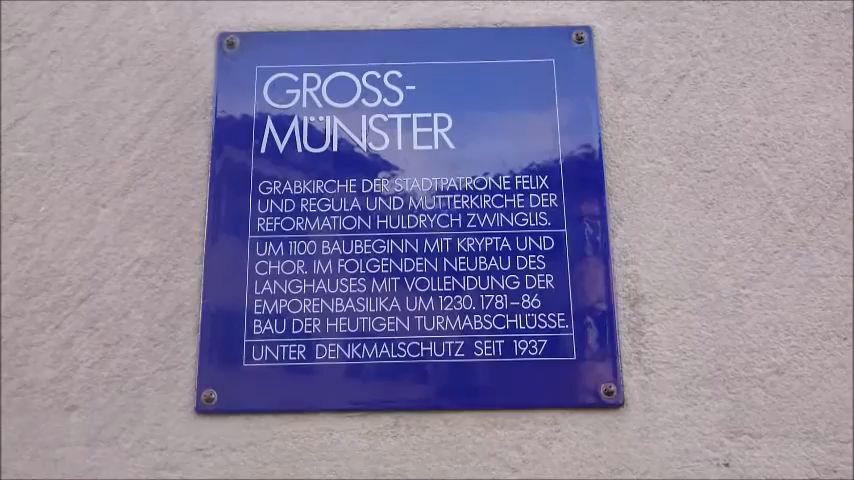 GROSS-
MÜNSTER
GRABKIRCHE DER STADTPATRONE FELIX
UND REGULA UND MUTTERKIRCHE DER
REFORMATION HULDRYCH ZWINGLIS.
UM 1100 BAUBEGINN MIT KRYPTA UND
CHOR. IM FOLGENDEN NEUBAU DES
LANGHAUSES MIT VOLLENDUNG DER
EMPORENBASILIKA UM 1230. 1781–86
BAU DER HEUTIGEN TURMABSCHLÜSSE.
UNTER DENKMALSCHUTZ SEIT 1937